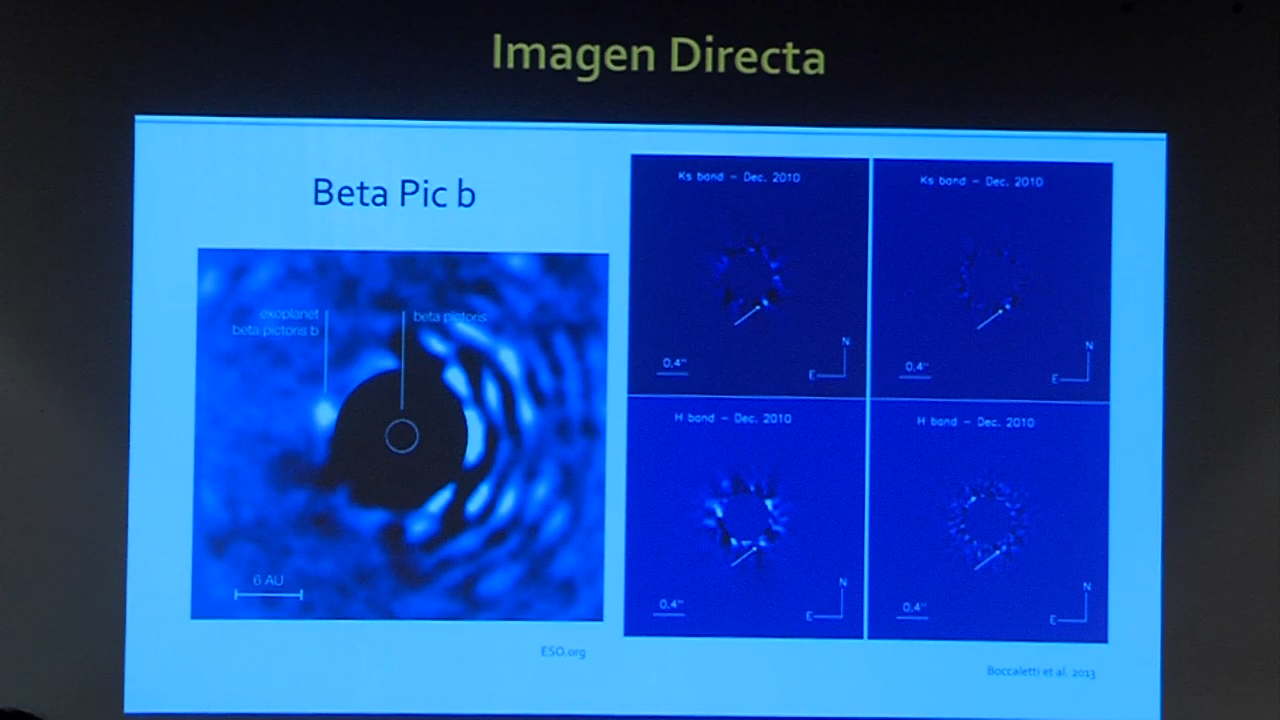 Imagen Directa
Beta Pic b
exoplanet
beta pictoris b
beta pictoris
6 AU
ESO.org
Ks band – Dec. 2010
0.4"
N
E
Ks band – Dec. 2010
0.4"
N
E
H band – Dec. 2010
0.4"
N
E
H band – Dec. 2010
0.4"
N
E
Boccaletti et al. 2013